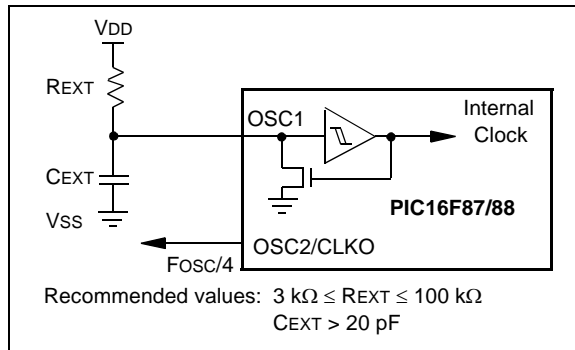 VDD
REXT
OSC1
Internal
Clock
CEXT
PIC16F87/88
VSS
OSC2/CLKO
FOSC/4
Recommended values: 3 kΩ ≤ REXT ≤ 100 kΩ
CEXT > 20 pF